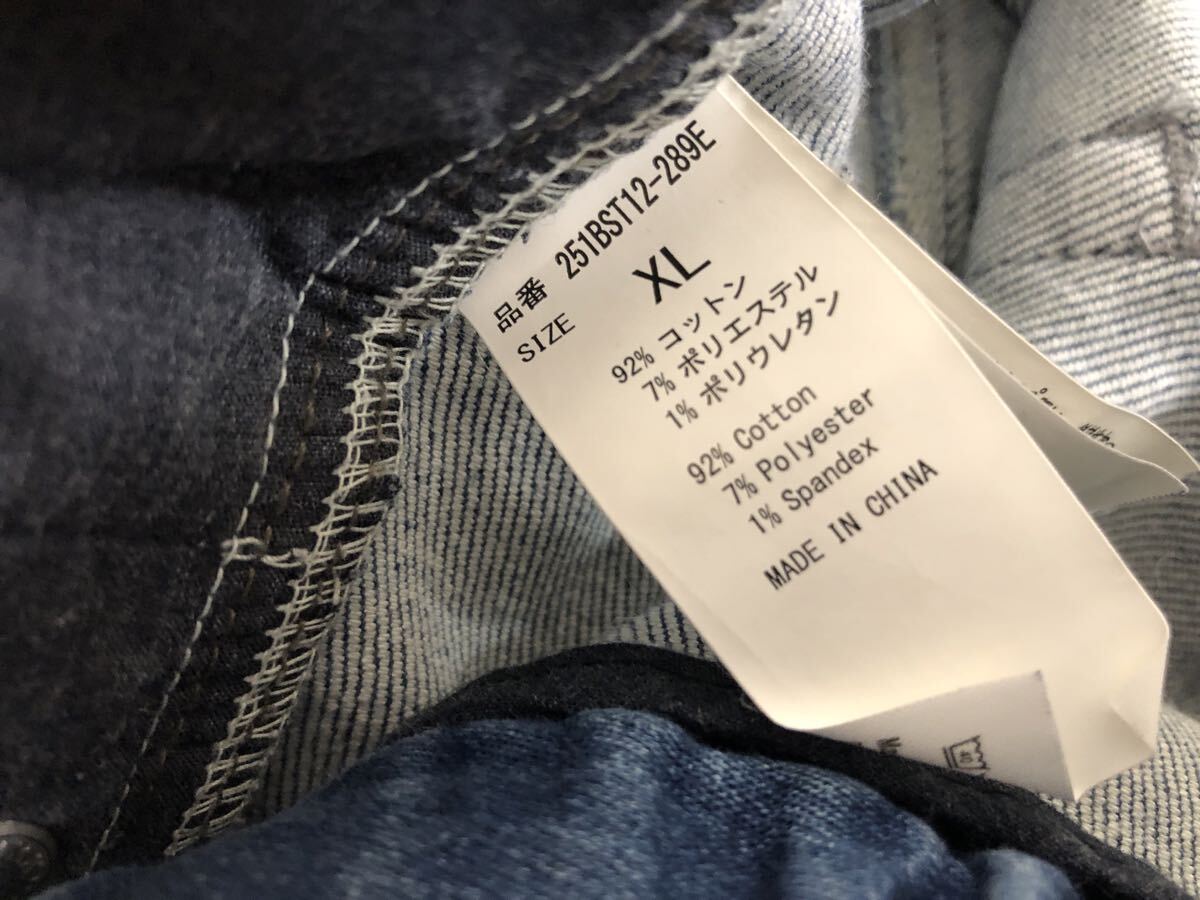 品番 251BST12-289E
SIZE XL
92% コットン
7% ポリエステル
1% ポリウレタン
92% Cotton
7% Polyester
1% Spandex
MADE IN CHINA
40